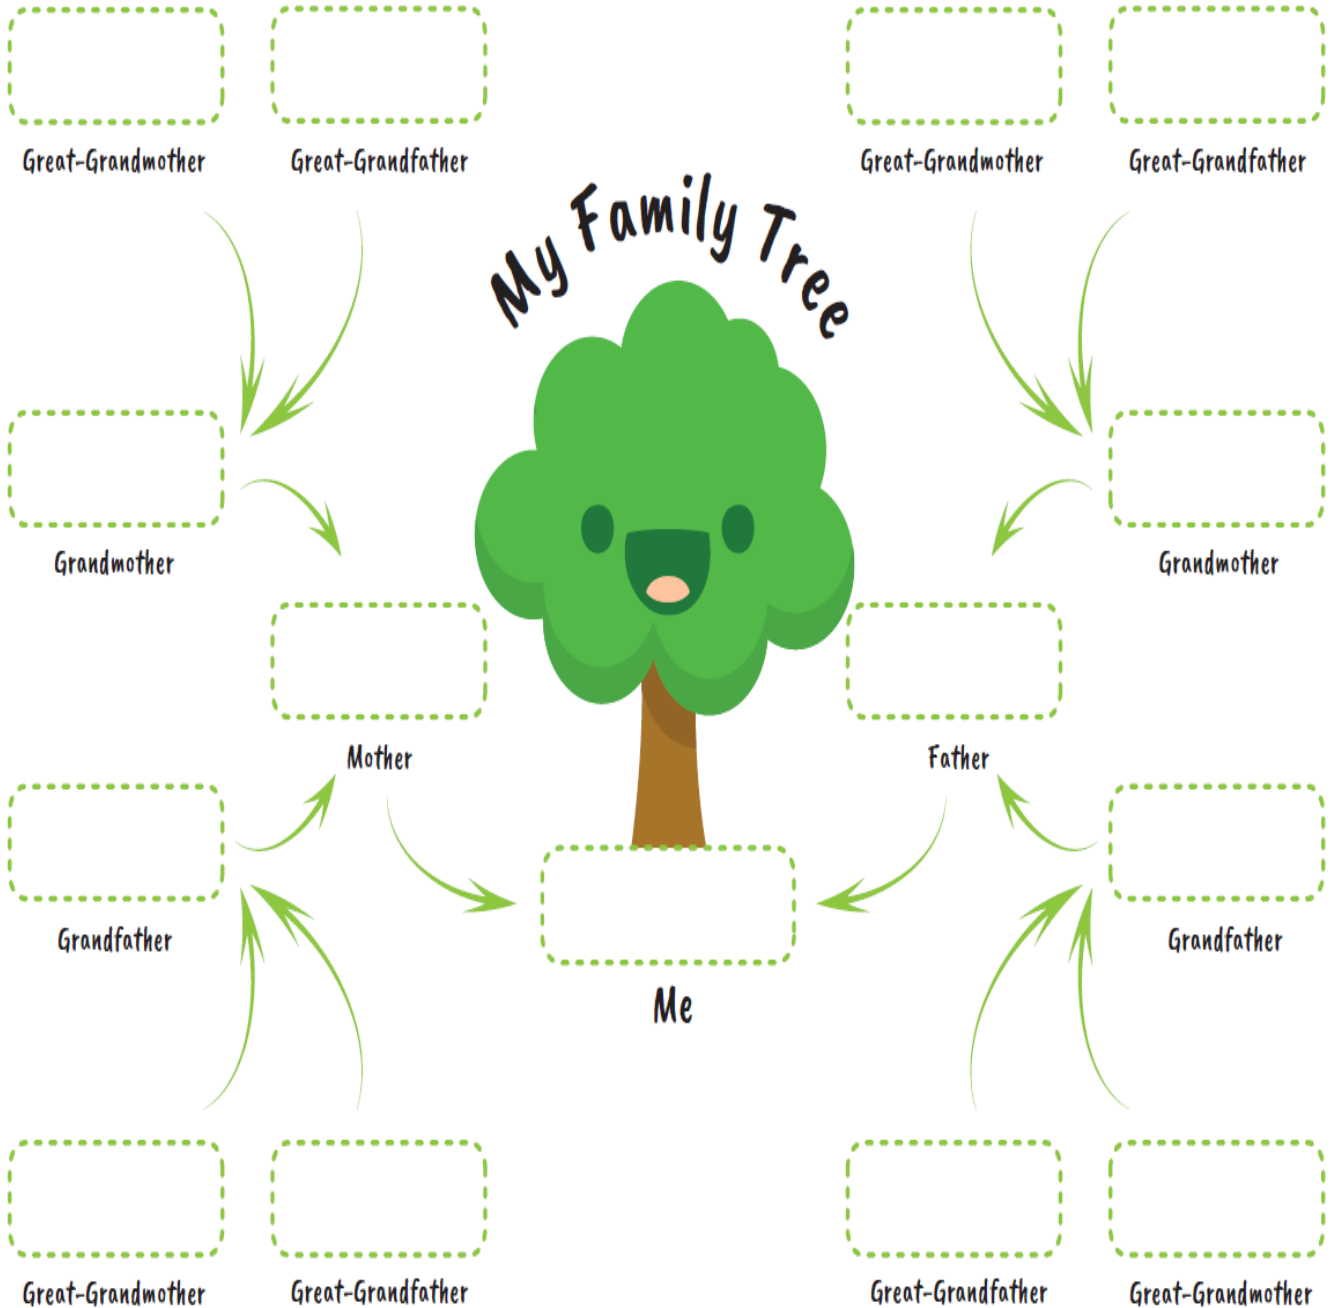 Great-Grandmother
Great-Grandfather
Great-Grandmother
Great-Grandfather
My Family Tree
Grandmother
Grandmother
Mother
Father
Grandfather
Grandfather
Me
Great-Grandmother
Great-Grandfather
Great-Grandfather
Great-Grandmother